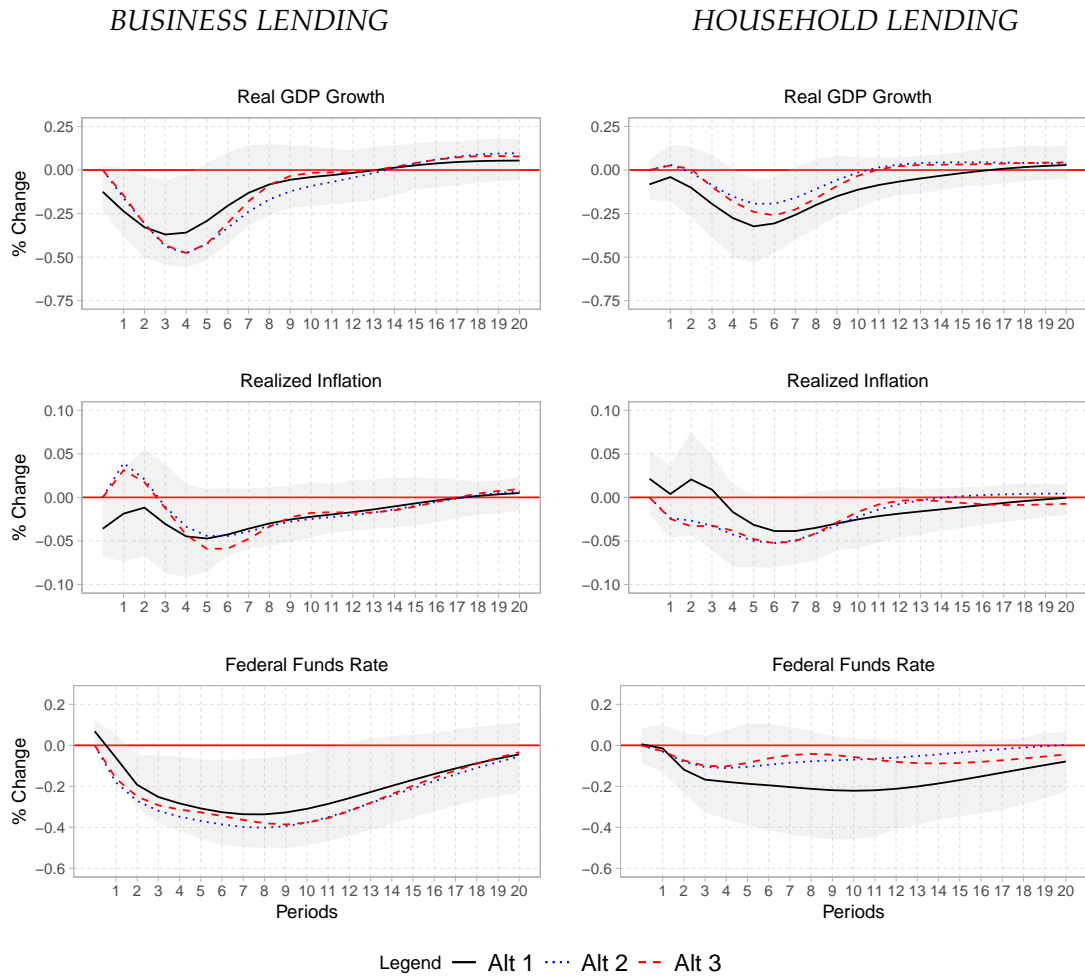 BUSINESS LENDING
HOUSEHOLD LENDING
Real GDP Growth
% Change
0.25
0.00
−0.25
−0.50
−0.75
1 2 3 4 5 6 7 8 9 10 11 12 13 14 15 16 17 18 19 20
Real GDP Growth
0.25
0.00
−0.25
−0.50
−0.75
1 2 3 4 5 6 7 8 9 10 11 12 13 14 15 16 17 18 19 20
Realized Inflation
% Change
0.10
0.05
0.00
−0.05
−0.10
1 2 3 4 5 6 7 8 9 10 11 12 13 14 15 16 17 18 19 20
Realized Inflation
0.10
0.05
0.00
−0.05
−0.10
1 2 3 4 5 6 7 8 9 10 11 12 13 14 15 16 17 18 19 20
Federal Funds Rate
% Change
0.2
0.0
−0.2
−0.4
−0.6
1 2 3 4 5 6 7 8 9 10 11 12 13 14 15 16 17 18 19 20
Periods
Federal Funds Rate
% Change
0.2
0.0
−0.2
−0.4
−0.6
1 2 3 4 5 6 7 8 9 10 11 12 13 14 15 16 17 18 19 20
Periods
Legend Alt 1 Alt 2 Alt 3